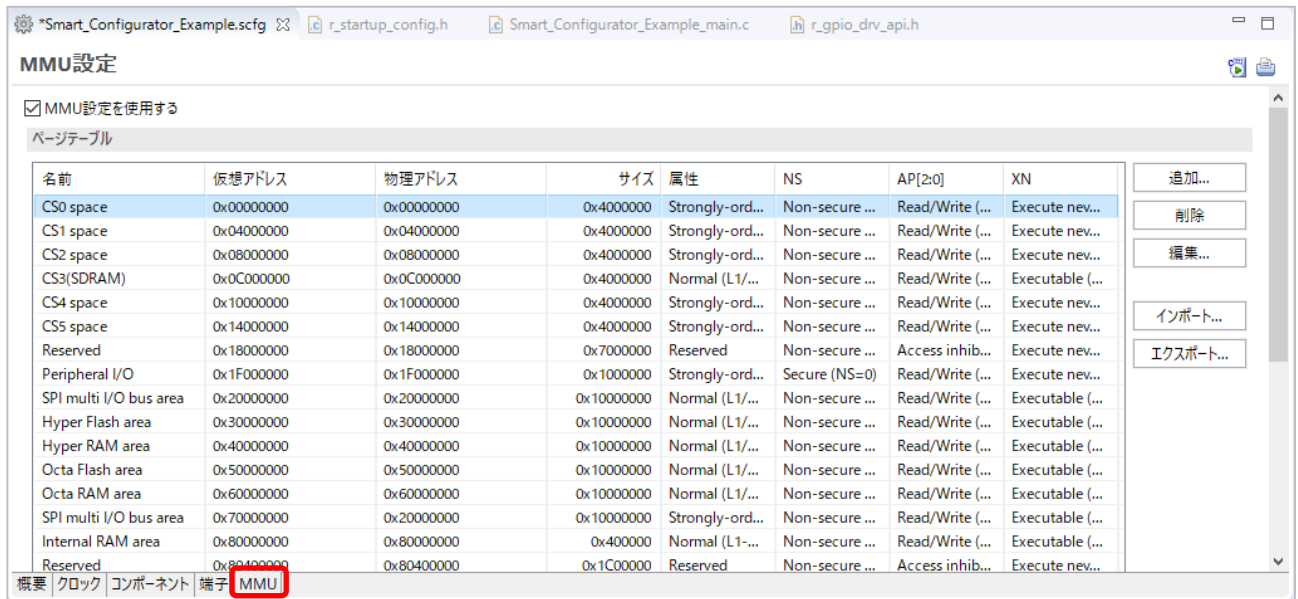 *Smart_Configurator_Example.scfg r_startup_config.h Smart_Configurator_Example_main.c r_gpio_drv_api.h
MMU設定
MMU設定を使用する
ページテーブル
名前 仮想アドレス 物理アドレス サイズ 属性 NS AP[2:0] XN 追加...
CS0 space 0x00000000 0x00000000 0x4000000 Strongly-ord... Non-secure ... Read/Write (... Execute nev... 削除
CS1 space 0x04000000 0x04000000 0x4000000 Strongly-ord... Non-secure ... Read/Write (... Execute nev...
CS2 space 0x08000000 0x08000000 0x4000000 Strongly-ord... Non-secure ... Read/Write (... Execute nev... 編集...
CS3(SDRAM) 0x0C000000 0x0C000000 0x4000000 Normal (L1/... Non-secure ... Read/Write (... Executable (...
CS4 space 0x10000000 0x10000000 0x4000000 Strongly-ord... Non-secure ... Read/Write (... Execute nev...
CS5 space 0x14000000 0x14000000 0x4000000 Strongly-ord... Non-secure ... Read/Write (... Execute nev... インポート...
Reserved 0x18000000 0x18000000 0x7000000 Reserved Non-secure ... Access inhib... Execute nev... エクスポート...
Peripheral I/O 0x1F000000 0x1F000000 0x1000000 Strongly-ord... Secure (NS=0) Read/Write (... Execute nev...
SPI multi I/O bus area 0x20000000 0x20000000 0x10000000 Normal (L1/... Non-secure ... Read/Write (... Executable (...
Hyper Flash area 0x30000000 0x30000000 0x10000000 Normal (L1/... Non-secure ... Read/Write (... Executable (...
Hyper RAM area 0x40000000 0x40000000 0x10000000 Normal (L1/... Non-secure ... Read/Write (... Executable (...
Octa Flash area 0x50000000 0x50000000 0x10000000 Normal (L1/... Non-secure ... Read/Write (... Executable (...
Octa RAM area 0x60000000 0x60000000 0x10000000 Normal (L1/... Non-secure ... Read/Write (... Executable (...
SPI multi I/O bus area 0x70000000 0x20000000 0x10000000 Strongly-ord... Non-secure ... Read/Write (... Executable (...
Internal RAM area 0x80000000 0x80000000 0x400000 Normal (L1-... Non-secure ... Read/Write (... Executable (...
Reserved 0x80400000 0x80400000 0x1C00000 Reserved Non-secure ... Access inhib... Execute nev...
概要 クロック コンポーネント 端子 MMU